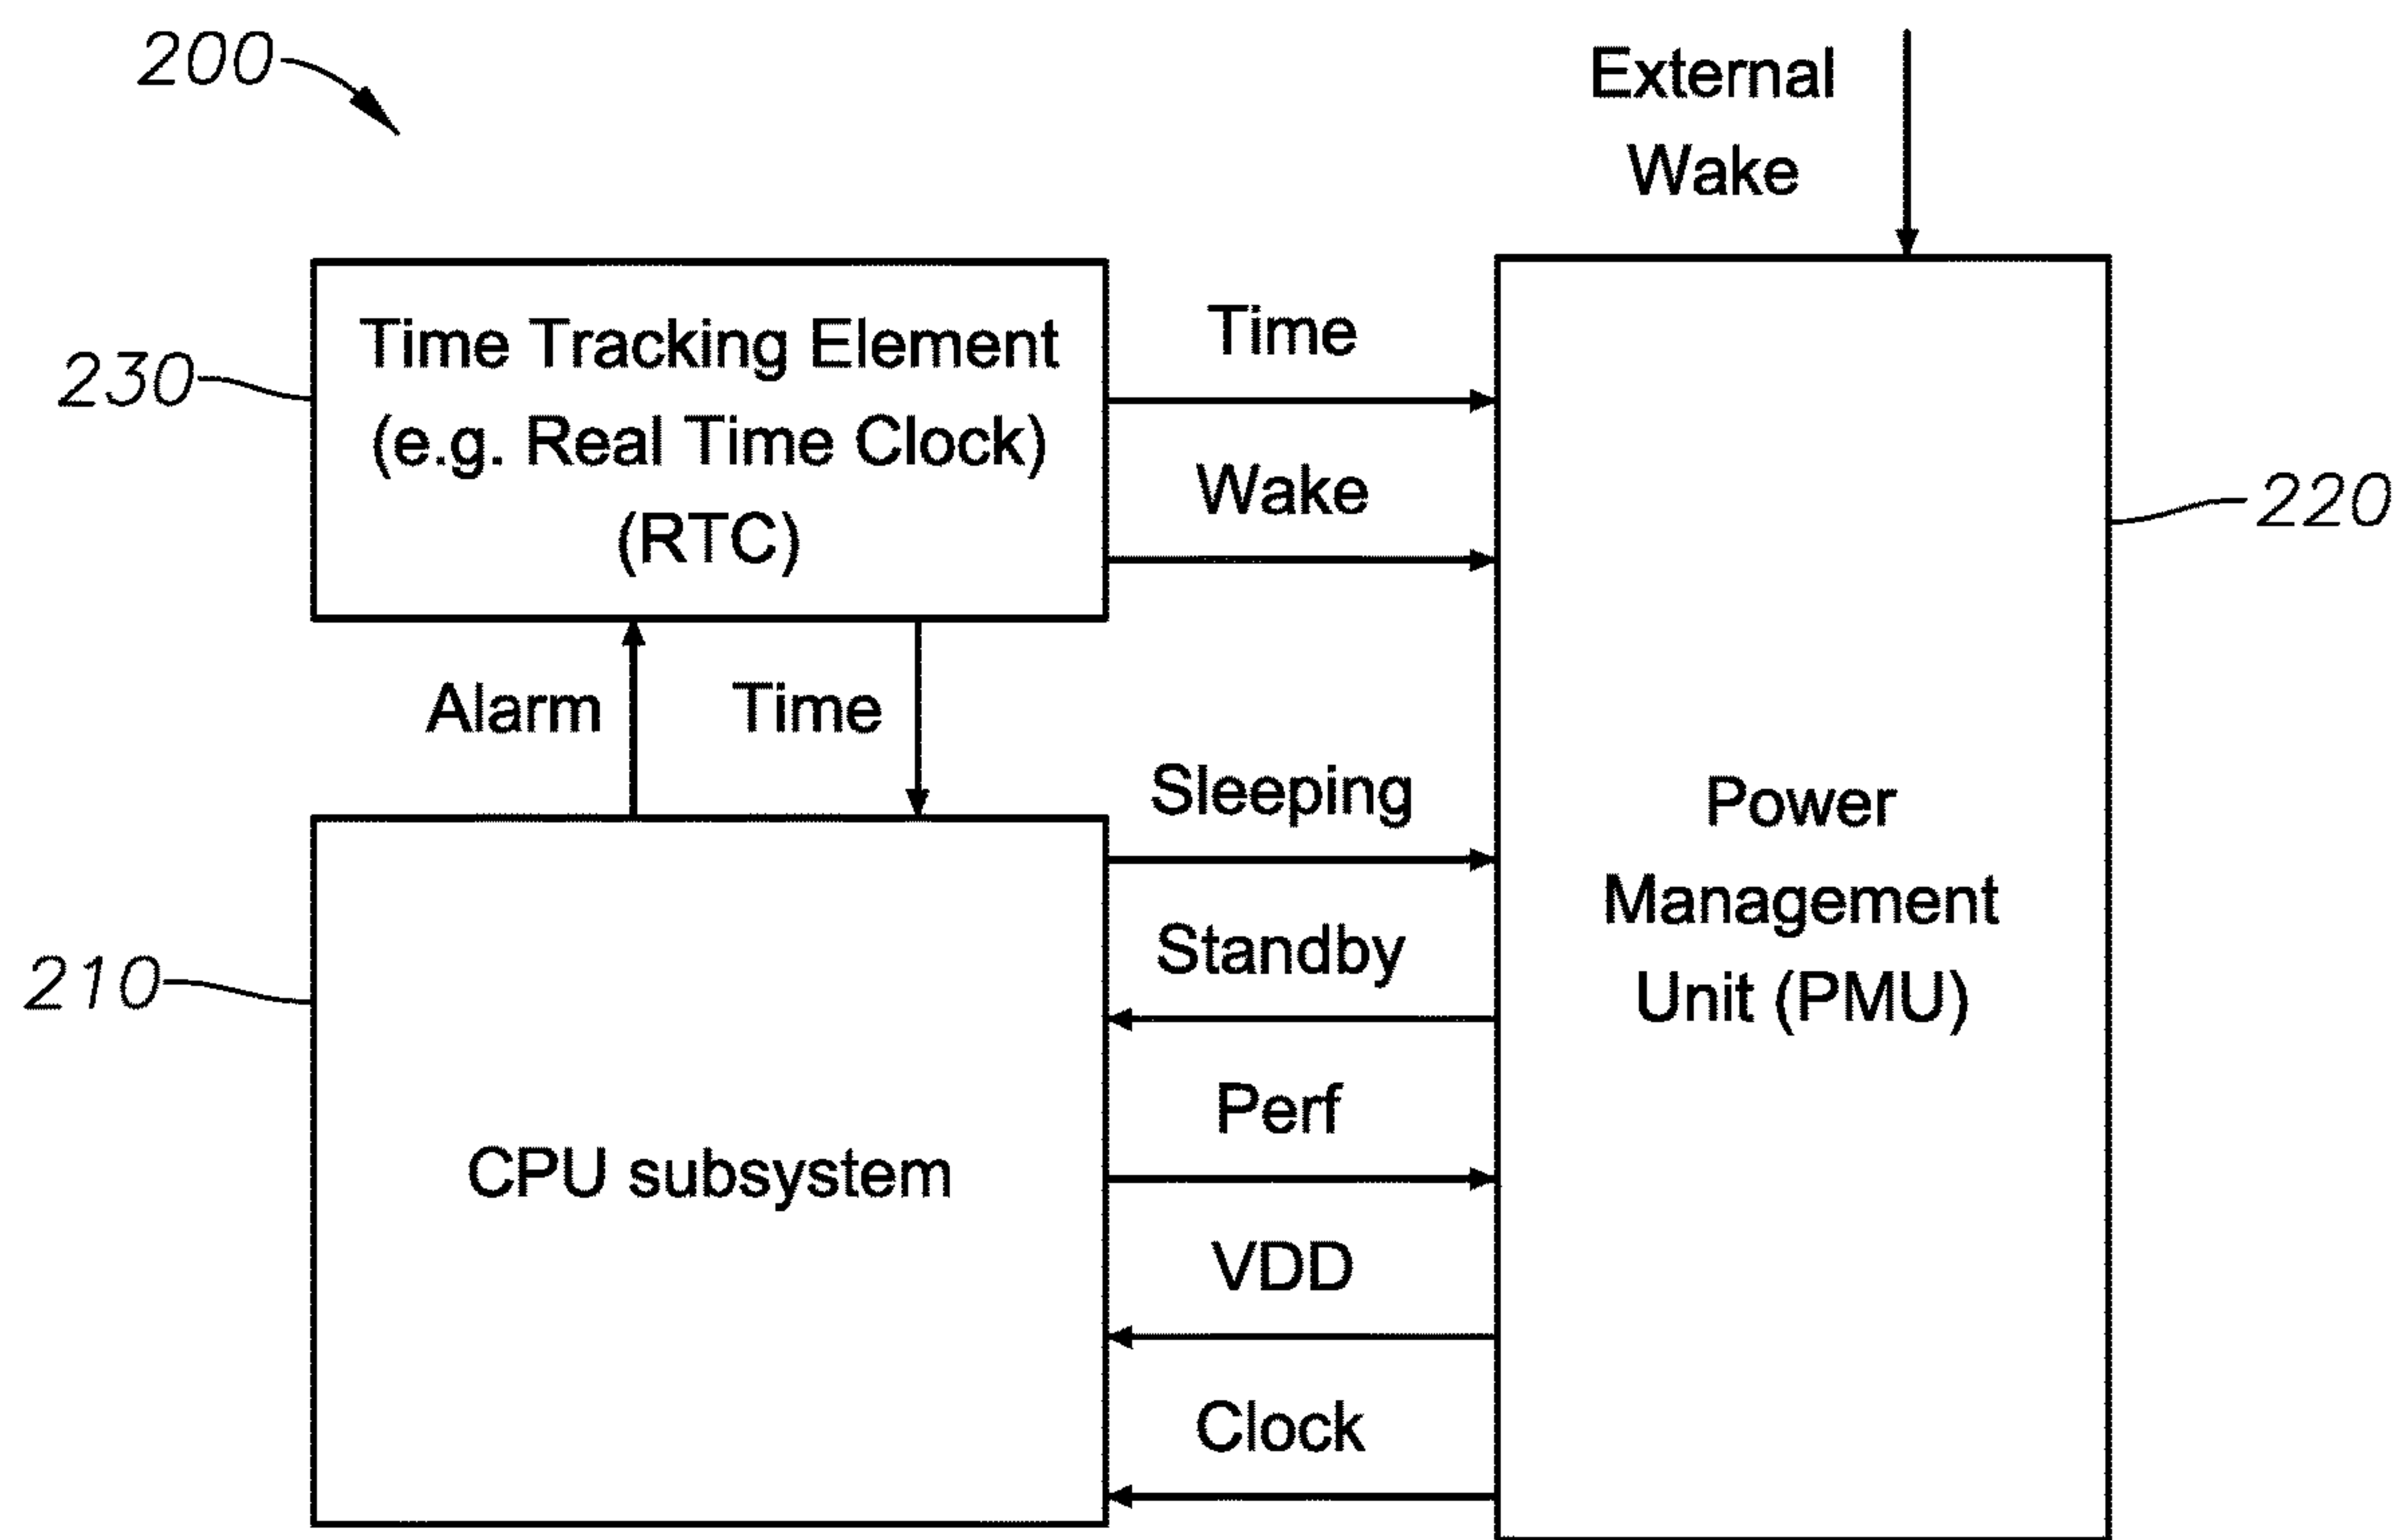 200
External
Wake
230
Time Tracking Element
(e.g. Real Time Clock)
(RTC)
Time
Wake
220
Alarm
Time
Sleeping
Standby
Perf
VDD
Clock
Power
Management
Unit (PMU)
210
CPU subsystem